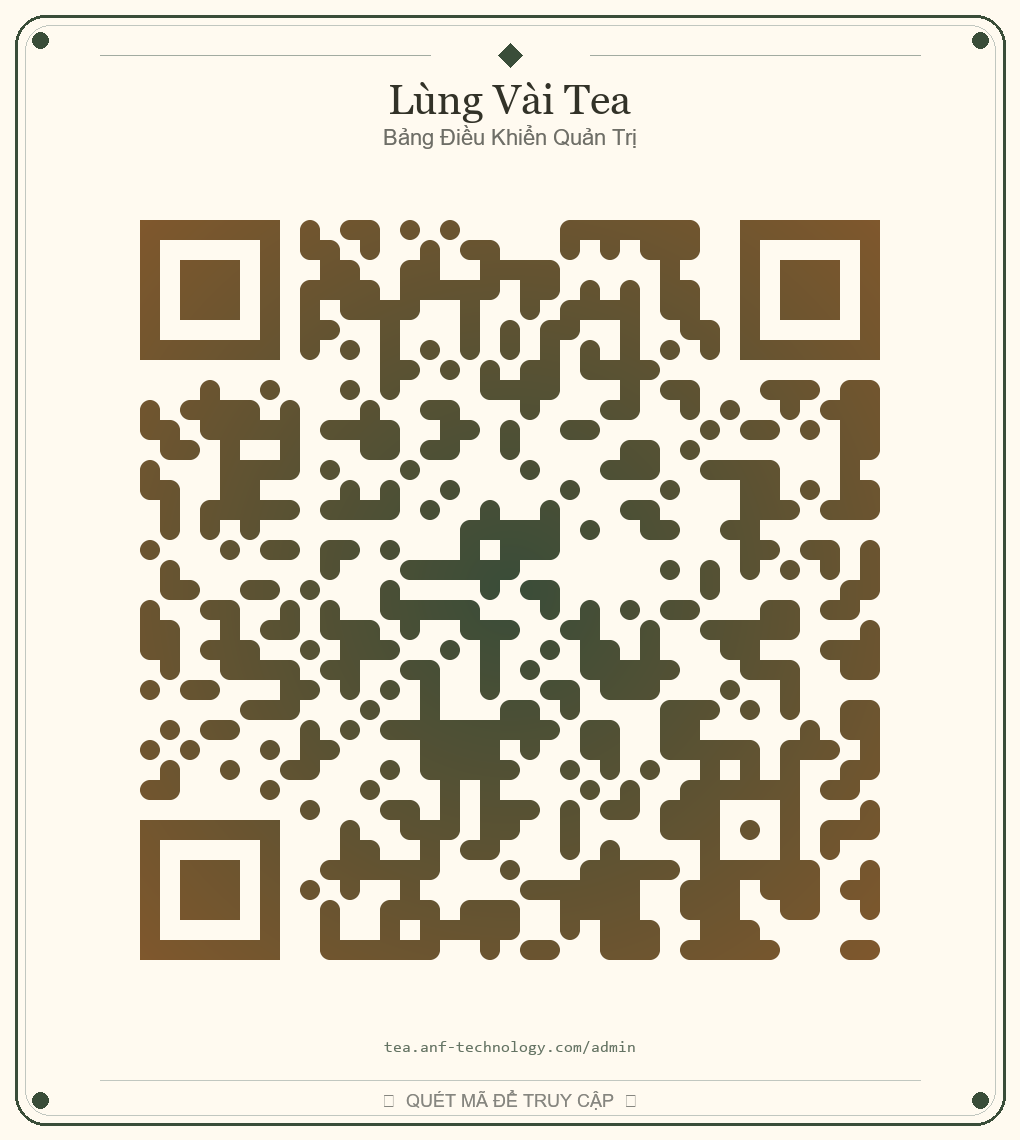 Lùng Vài Tea
Bảng Điều Khiển Quản Trị
tea.anf-technology.com/admin
QUÉT MÃ ĐỂ TRUY CẬP